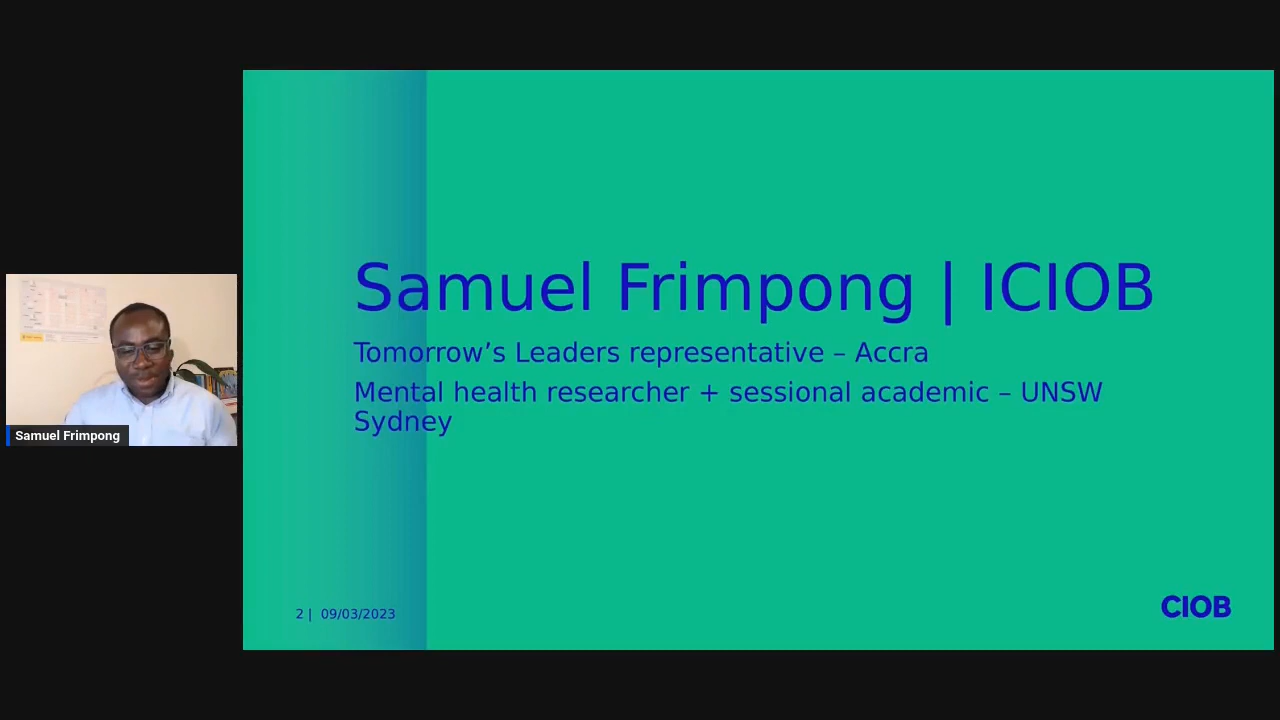 Samuel Frimpong | ICIOB
Tomorrow’s Leaders representative – Accra
Mental health researcher + sessional academic – UNSW
Sydney
Samuel Frimpong
2 | 09/03/2023
CIOB